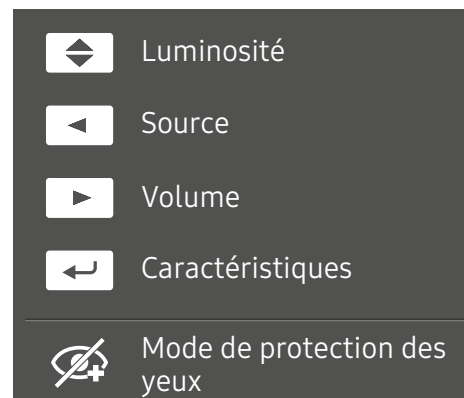 Luminosité
Source
Volume
Caractéristiques
Mode de protection des
yeux